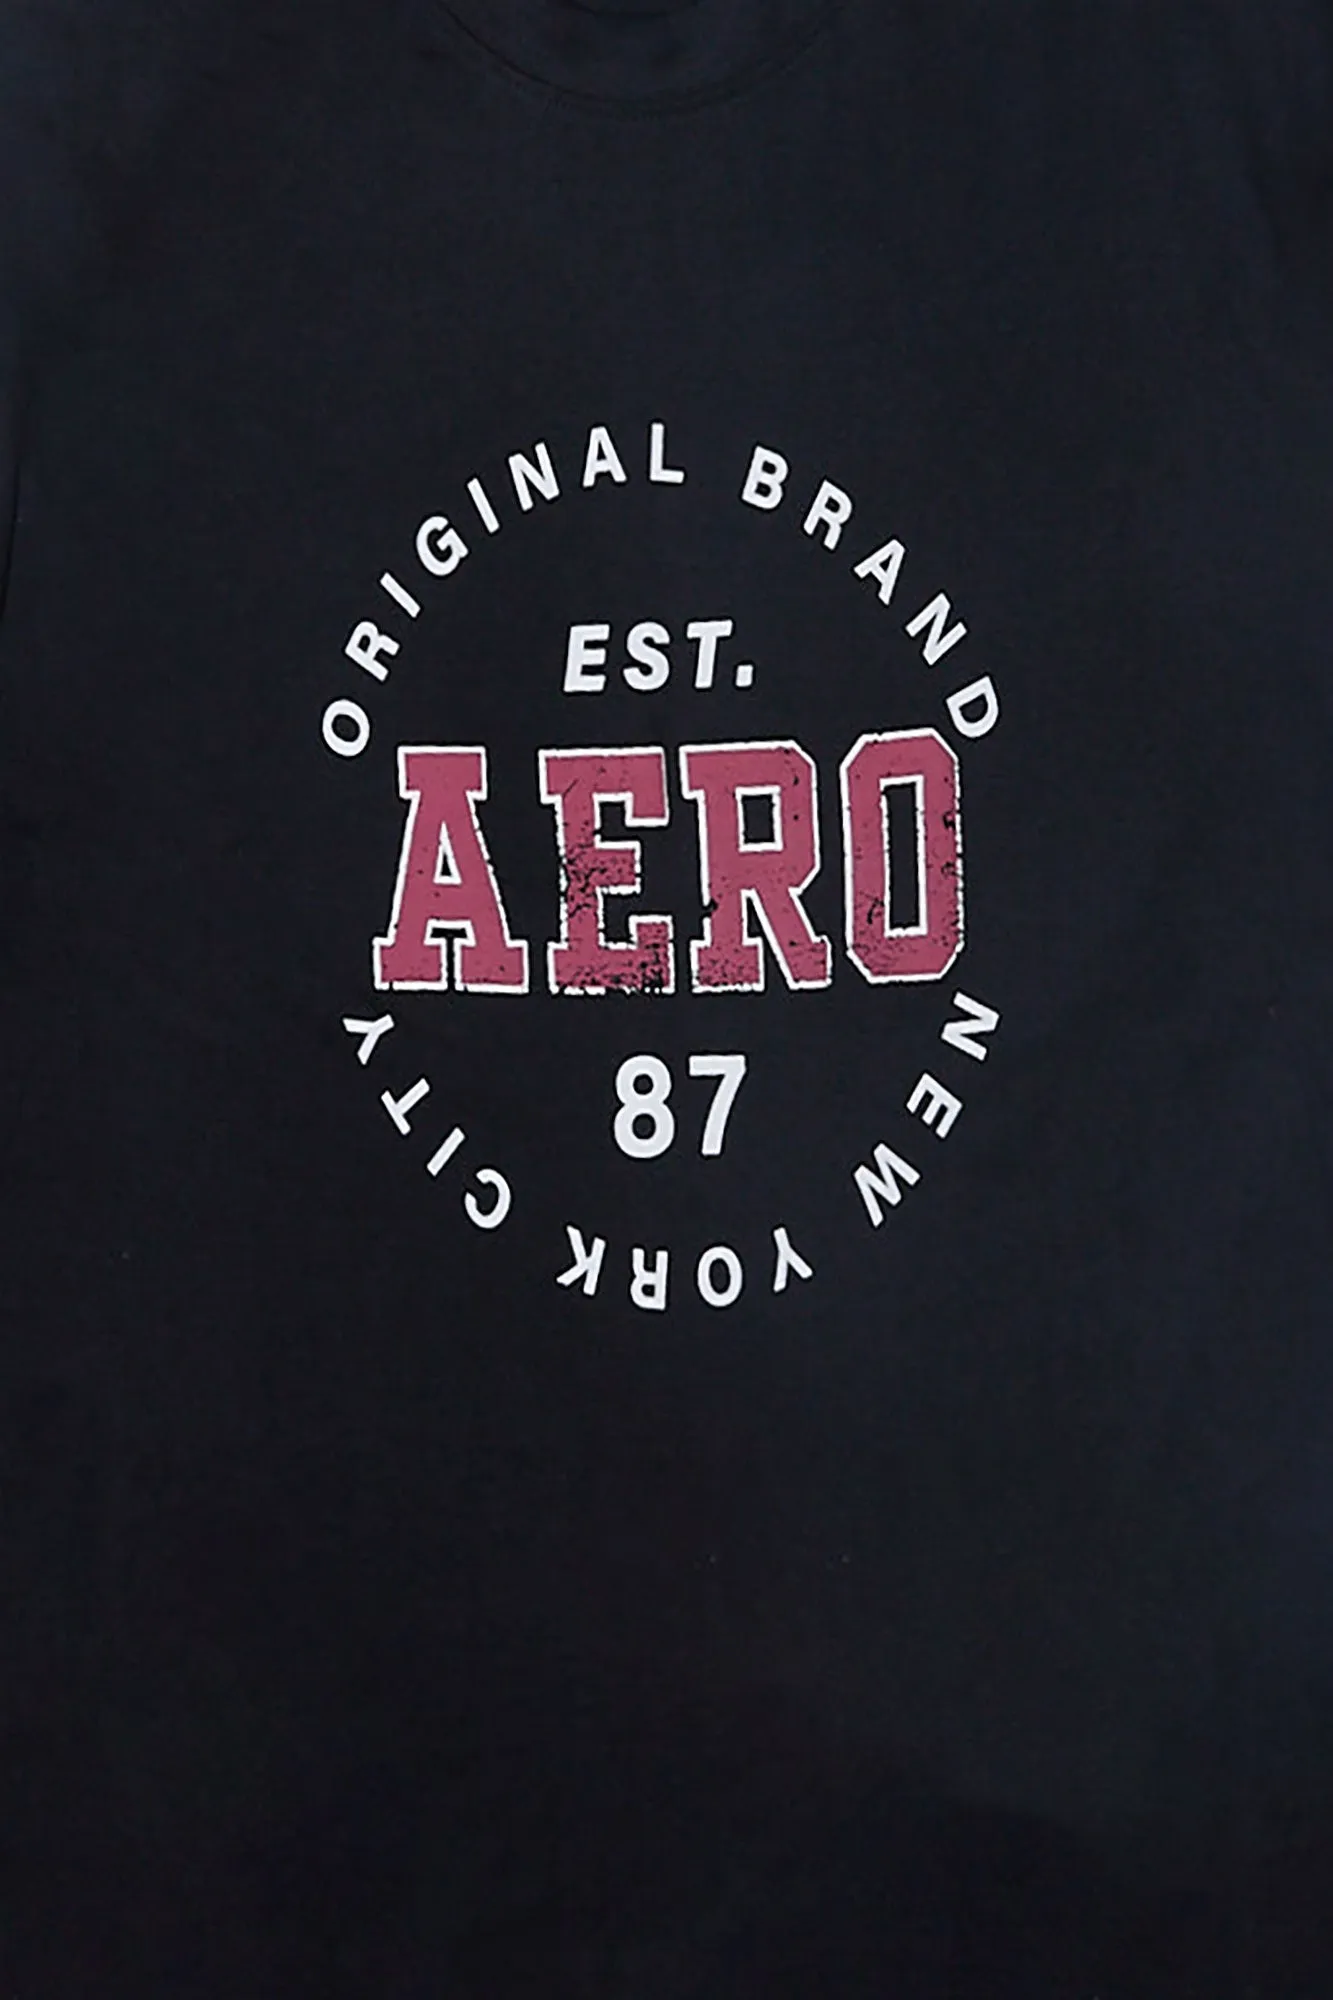 ORIGINAL BRAND
EST.
AERO
87
NEW YORK CITY